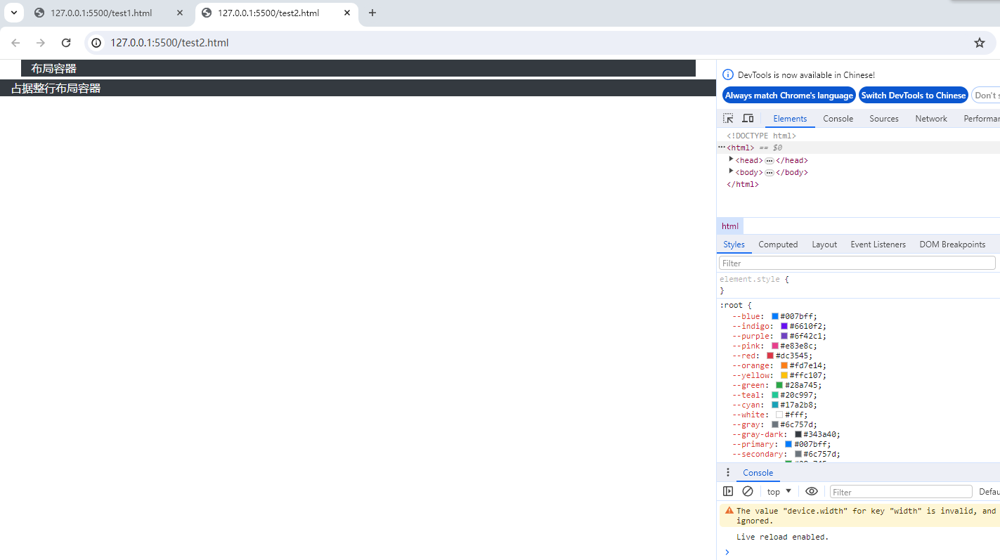 127.0.0.1:5500/test1.html
127.0.0.1:5500/test2.html
127.0.0.1:5500/test2.html
布局容器
占据整行布局容器
DevTools is now available in Chinese!
Always match Chrome's language Switch DevTools to Chinese Don't s
Elements Console Sources Network Performan
<!DOCTYPE html>
<html> == $0
<head> </head>
<body> </body>
</html>
html
Styles Computed Layout Event Listeners DOM Breakpoints
Filter
element.style {
}
:root {
--blue: #007bff;
--indigo: #6610f2;
--purple: #6f42c1;
--pink: #e83e8c;
--red: #dc3545;
--orange: #fd7e14;
--yellow: #ffc107;
--green: #28a745;
--teal: #20c997;
--cyan: #17a2b8;
--white: #fff;
--gray: #6c757d;
--gray-dark: #343a40;
--primary: #007bff;
--secondary: #6c757d;
Console
top Filter Defau
The value "device.width" for key "width" is invalid, and
ignored.
Live reload enabled.